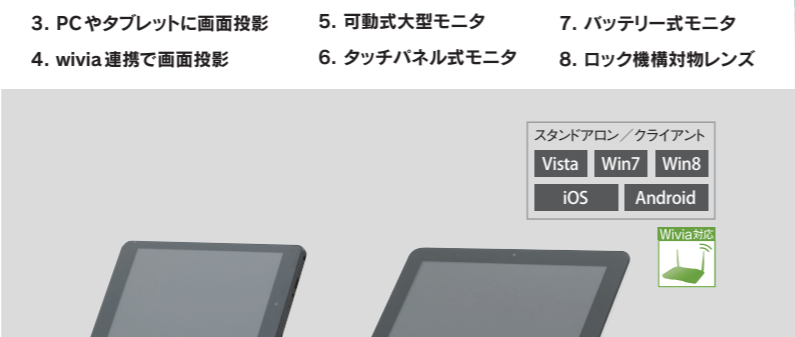 3. PCやタブレットに画面投影
4. wivia連携で画面投影
5. 可動式大型モニタ
6. タッチパネル式モニタ
7. バッテリー式モニタ
8. ロック機構対物レンズ
スタンドアロン／クライアント
Vista Win7 Win8
iOS Android
Wivia対応